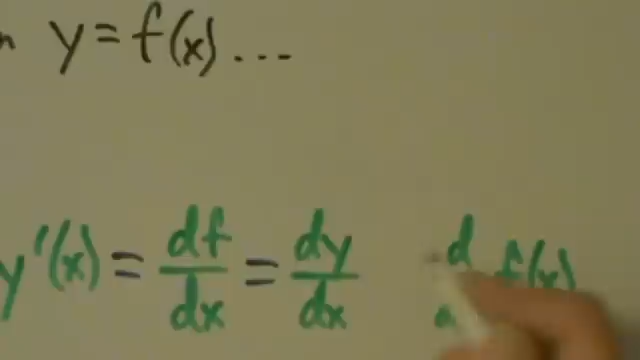 n y = f(x) ...
y'(x) = df/dx = dy/dx d f(x)